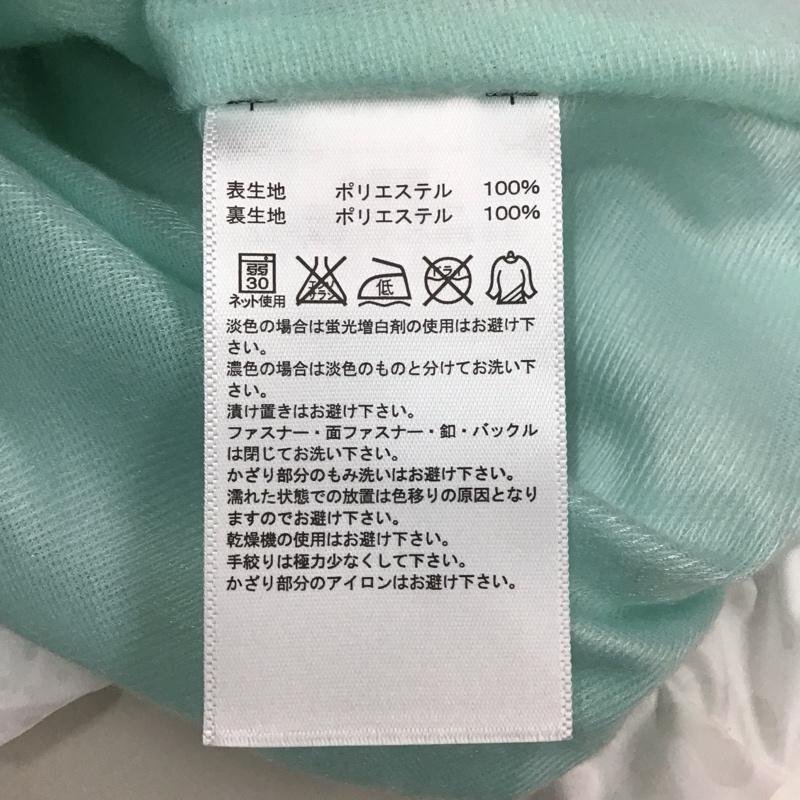 表生地 ポリエステル 100%
裏生地 ポリエステル 100%
弱 30 エンソサラシ 低 ドライ
ネット使用
淡色の場合は蛍光増白剤の使用はお避け下
さい。
濃色の場合は淡色のものと分けてお洗い下
さい。
漬け置きはお避け下さい。
ファスナー・面ファスナー・釦・バックル
は閉じてお洗い下さい。
かざり部分のもみ洗いはお避け下さい。
濡れた状態での放置は色移りの原因となり
ますのでお避け下さい。
乾燥機の使用はお避け下さい。
手絞りは極力少なくして下さい。
かざり部分のアイロンはお避け下さい。